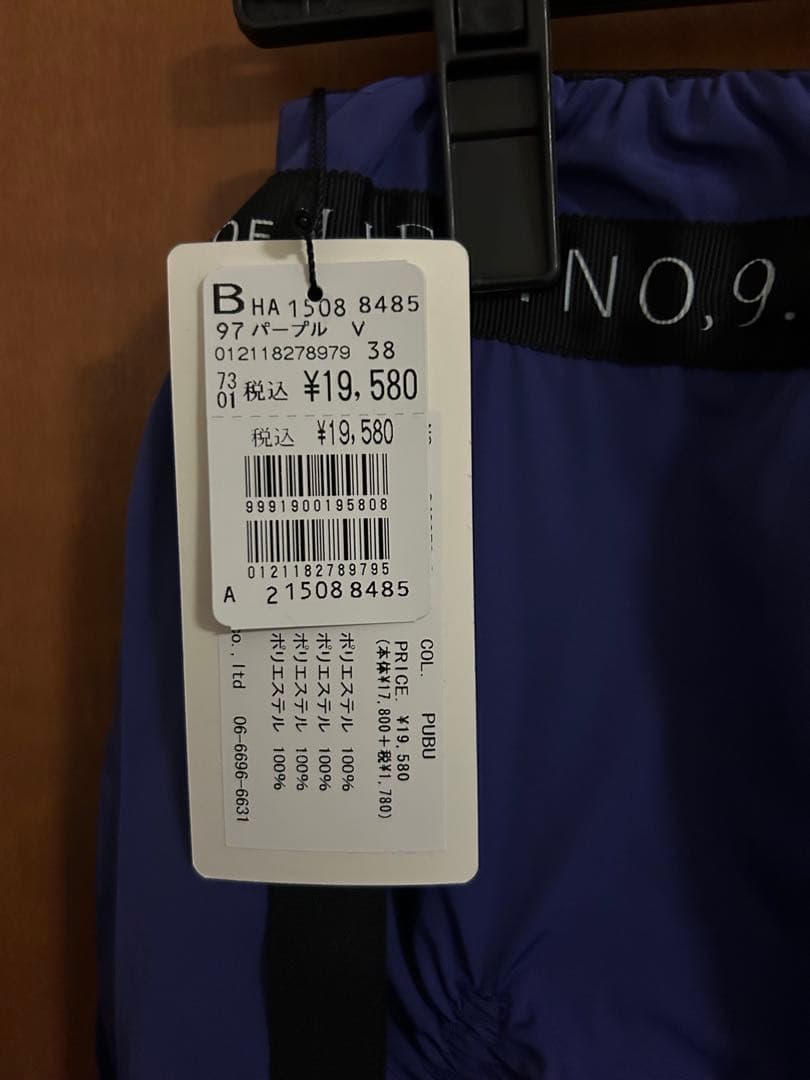 NO,9.
B HA 1508 8485
97 パープル V
012118278979 38
73
01 税込 ¥19,580
税込 ¥19,580
9991900195808
0121182789795
A 2 15088485
COL. PUBU
PRICE. ¥19,580
(本体¥17,800+税¥1,780)
ポリエステル 100%
ポリエステル 100%
ポリエステル 100%
ポリエステル 100%
co.,ltd 06-6696-6631